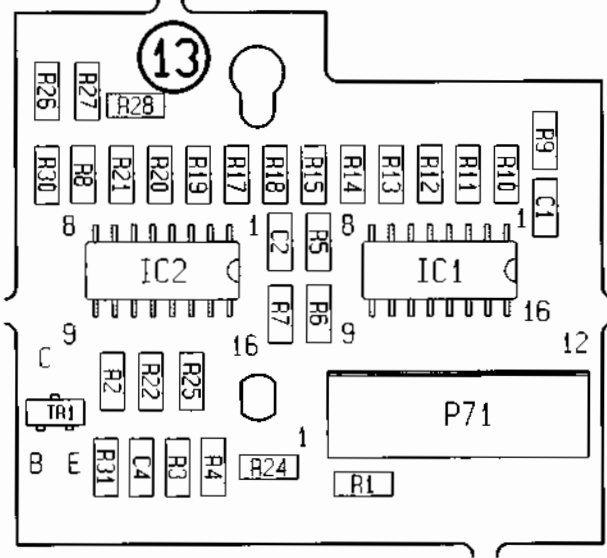 13
R26 R27 R28
R9
R30 R8 R21 R20 R19 R17 R18 R15 R14 R13 R12 R11 R10
C1
8 1 C2 R5 8 1
IC2 IC1
R7 R6
9 16 9 16
12
C
R2 R22 R25
TR1 P71
1
B E R31 C4 R3 R4 R24 R1